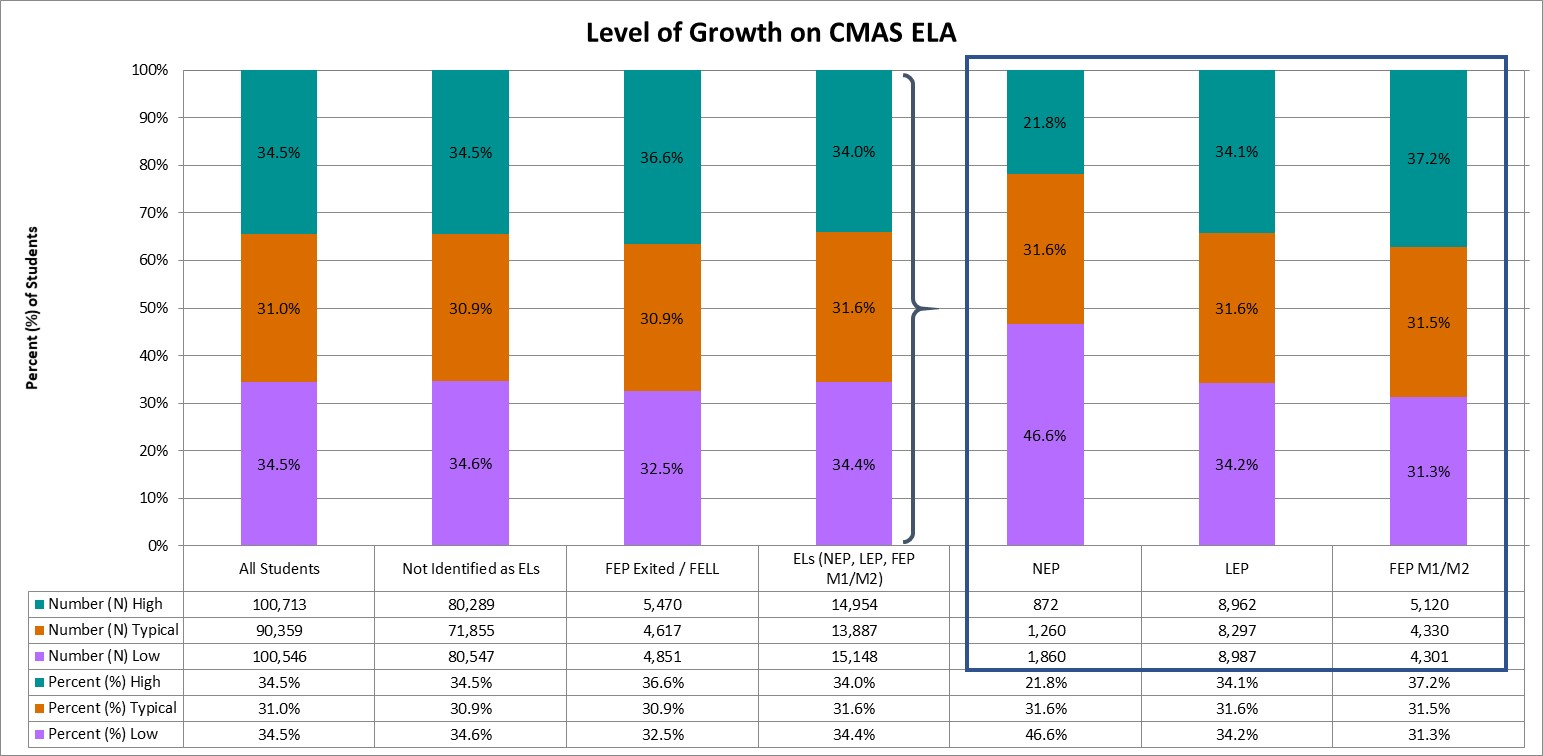 Level of Growth on CMAS ELA
Percent (%) of Students
100%
90%
80%
70%
60%
50%
40%
30%
20%
10%
0%
34.5% 34.5% 36.6% 34.0% 21.8% 34.1% 37.2%
31.0% 30.9% 30.9% 31.6% 31.6% 31.6% 31.5%
34.5% 34.6% 32.5% 34.4% 46.6% 34.2% 31.3%
All Students Not Identified as ELs FEP Exited / FELL ELs (NEP, LEP, FEP M1/M2) NEP LEP FEP M1/M2
Number (N) High 100,713 80,289 5,470 14,954 872 8,962 5,120
Number (N) Typical 90,359 71,855 4,617 13,887 1,260 8,297 4,330
Number (N) Low 100,546 80,547 4,851 15,148 1,860 8,987 4,301
Percent (%) High 34.5% 34.5% 36.6% 34.0% 21.8% 34.1% 37.2%
Percent (%) Typical 31.0% 30.9% 30.9% 31.6% 31.6% 31.6% 31.5%
Percent (%) Low 34.5% 34.6% 32.5% 34.4% 46.6% 34.2% 31.3%